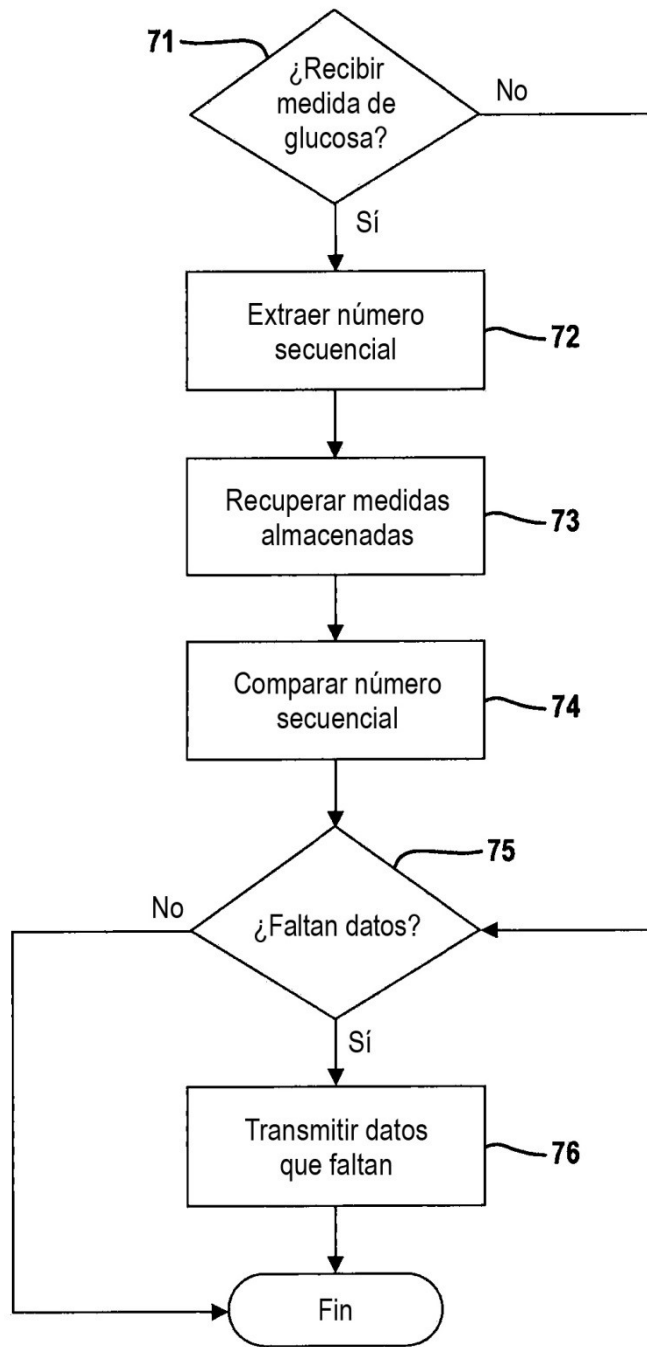 71
¿Recibir
medida de
glucosa?
No
Sí
Extraer número
secuencial
72
Recuperar medidas
almacenadas
73
Comparar número
secuencial
74
75
No
¿Faltan datos?
Sí
Transmitir datos
que faltan
76
Fin